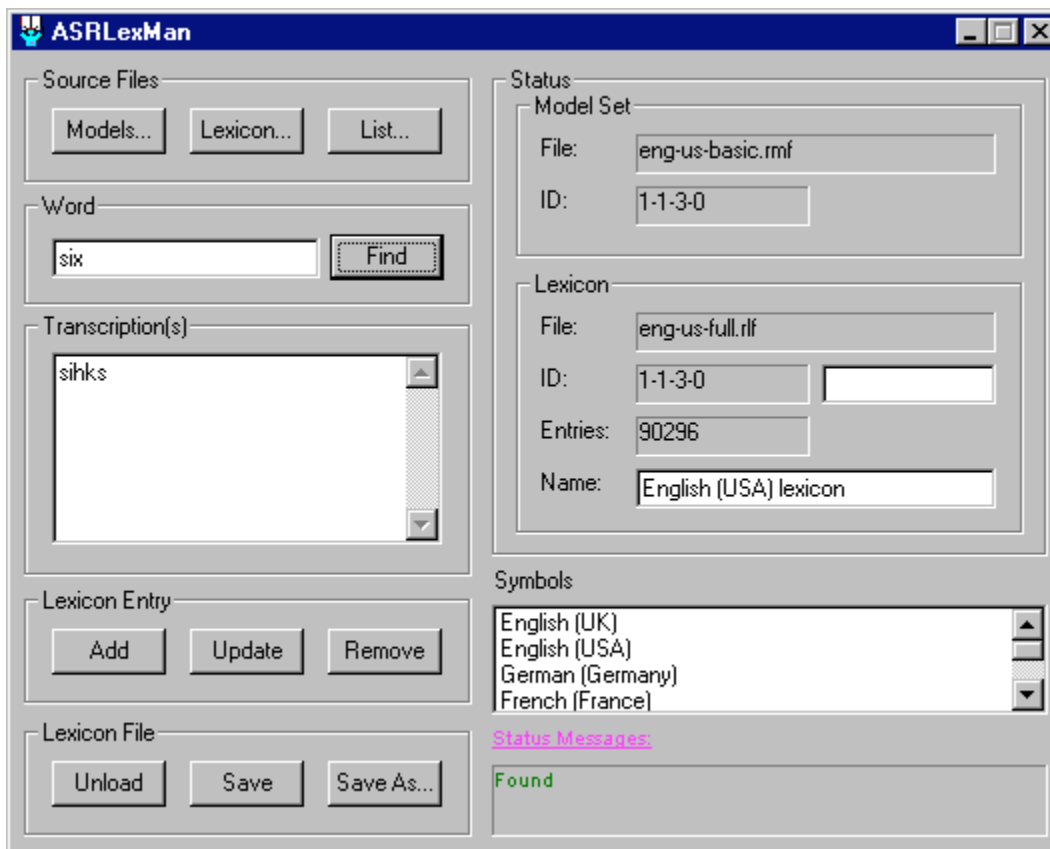 ASRLexMan
Source Files
Models... Lexicon... List...
Word
six Find
Transcription(s)
sihks
Lexicon Entry
Add Update Remove
Lexicon File
Unload Save Save As...
Status
Model Set
File: eng-us-basic.rmf
ID: 1-1-3-0
Lexicon
File: eng-us-full.rlf
ID: 1-1-3-0
Entries: 90296
Name: English (USA) lexicon
Symbols
English (UK)
English (USA)
German (Germany)
French (France)
Status Messages:
Found